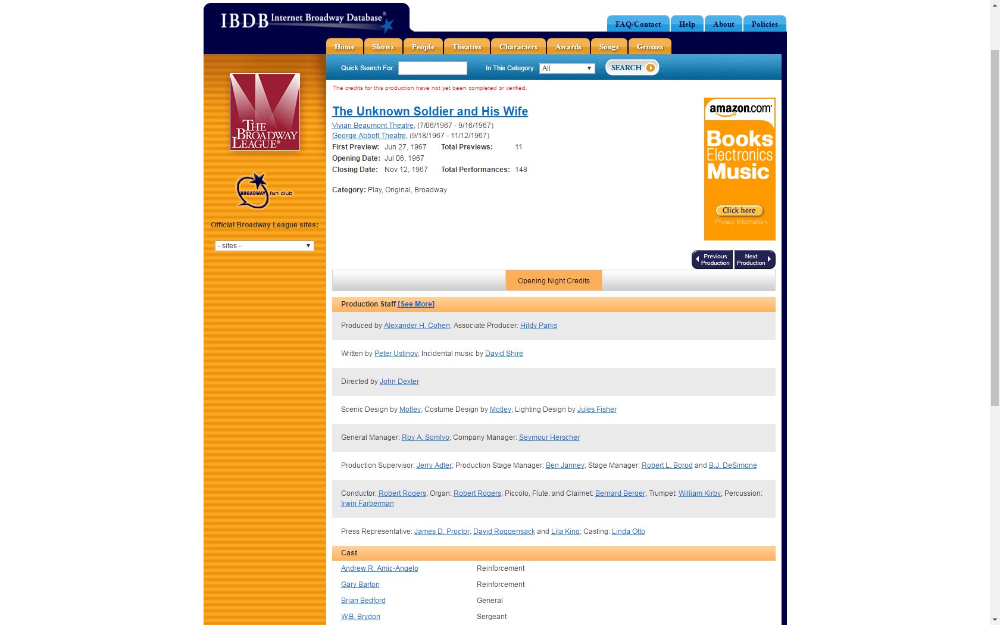 IBDB Internet Broadway Database®
FAQ/Contact Help About Policies
Home Shows People Theatres Characters Awards Songs Grosses
Quick Search For: In This Category: All SEARCH
THE BROADWAY LEAGUE®
BROADWAY fan club
Official Broadway League sites:
- sites -
The credits for this production have not yet been completed or verified.
The Unknown Soldier and His Wife
Vivian Beaumont Theatre, (7/06/1967 - 9/16/1967)
George Abbott Theatre, (9/18/1967 - 11/12/1967)
First Preview: Jun 27, 1967 Total Previews: 11
Opening Date: Jul 06, 1967
Closing Date: Nov 12, 1967 Total Performances: 148
Category: Play, Original, Broadway
amazon.com
Books
Electronics
Music
Click here
Privacy Information
Previous Production
Next Production
Opening Night Credits
Production Staff [See More]
Produced by Alexander H. Cohen; Associate Producer: Hildy Parks
Written by Peter Ustinov; Incidental music by David Shire
Directed by John Dexter
Scenic Design by Motley; Costume Design by Motley; Lighting Design by Jules Fisher
General Manager: Roy A. Somlyo; Company Manager: Seymour Herscher
Production Supervisor: Jerry Adler; Production Stage Manager: Ben Janney; Stage Manager: Robert L. Borod and B.J. DeSimone
Conductor: Robert Rogers; Organ: Robert Rogers; Piccolo, Flute, and Clairnet: Bernard Berger; Trumpet: William Kirby; Percussion:
Irwin Farberman
Press Representative: James D. Proctor, David Roggensack and Lila King; Casting: Linda Otto
Cast
Andrew R. Amic-Angelo Reinforcement
Gary Barton Reinforcement
Brian Bedford General
W.B. Brydon Sergeant